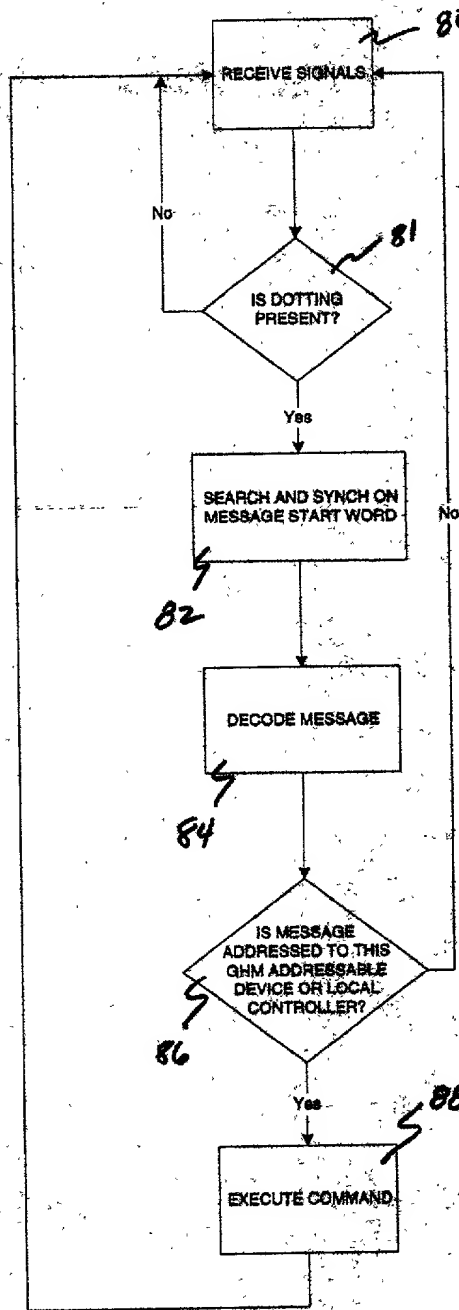 RECEIVE SIGNALS
No
81
IS DOTTING
PRESENT?
Yes
SEARCH AND SYNCH ON
MESSAGE START WORD
No
82
DECODE MESSAGE
84
IS MESSAGE
ADDRESSED TO THIS
GHM ADDRESSABLE
DEVICE OR LOCAL
CONTROLLER?
86
Yes
88
EXECUTE COMMAND